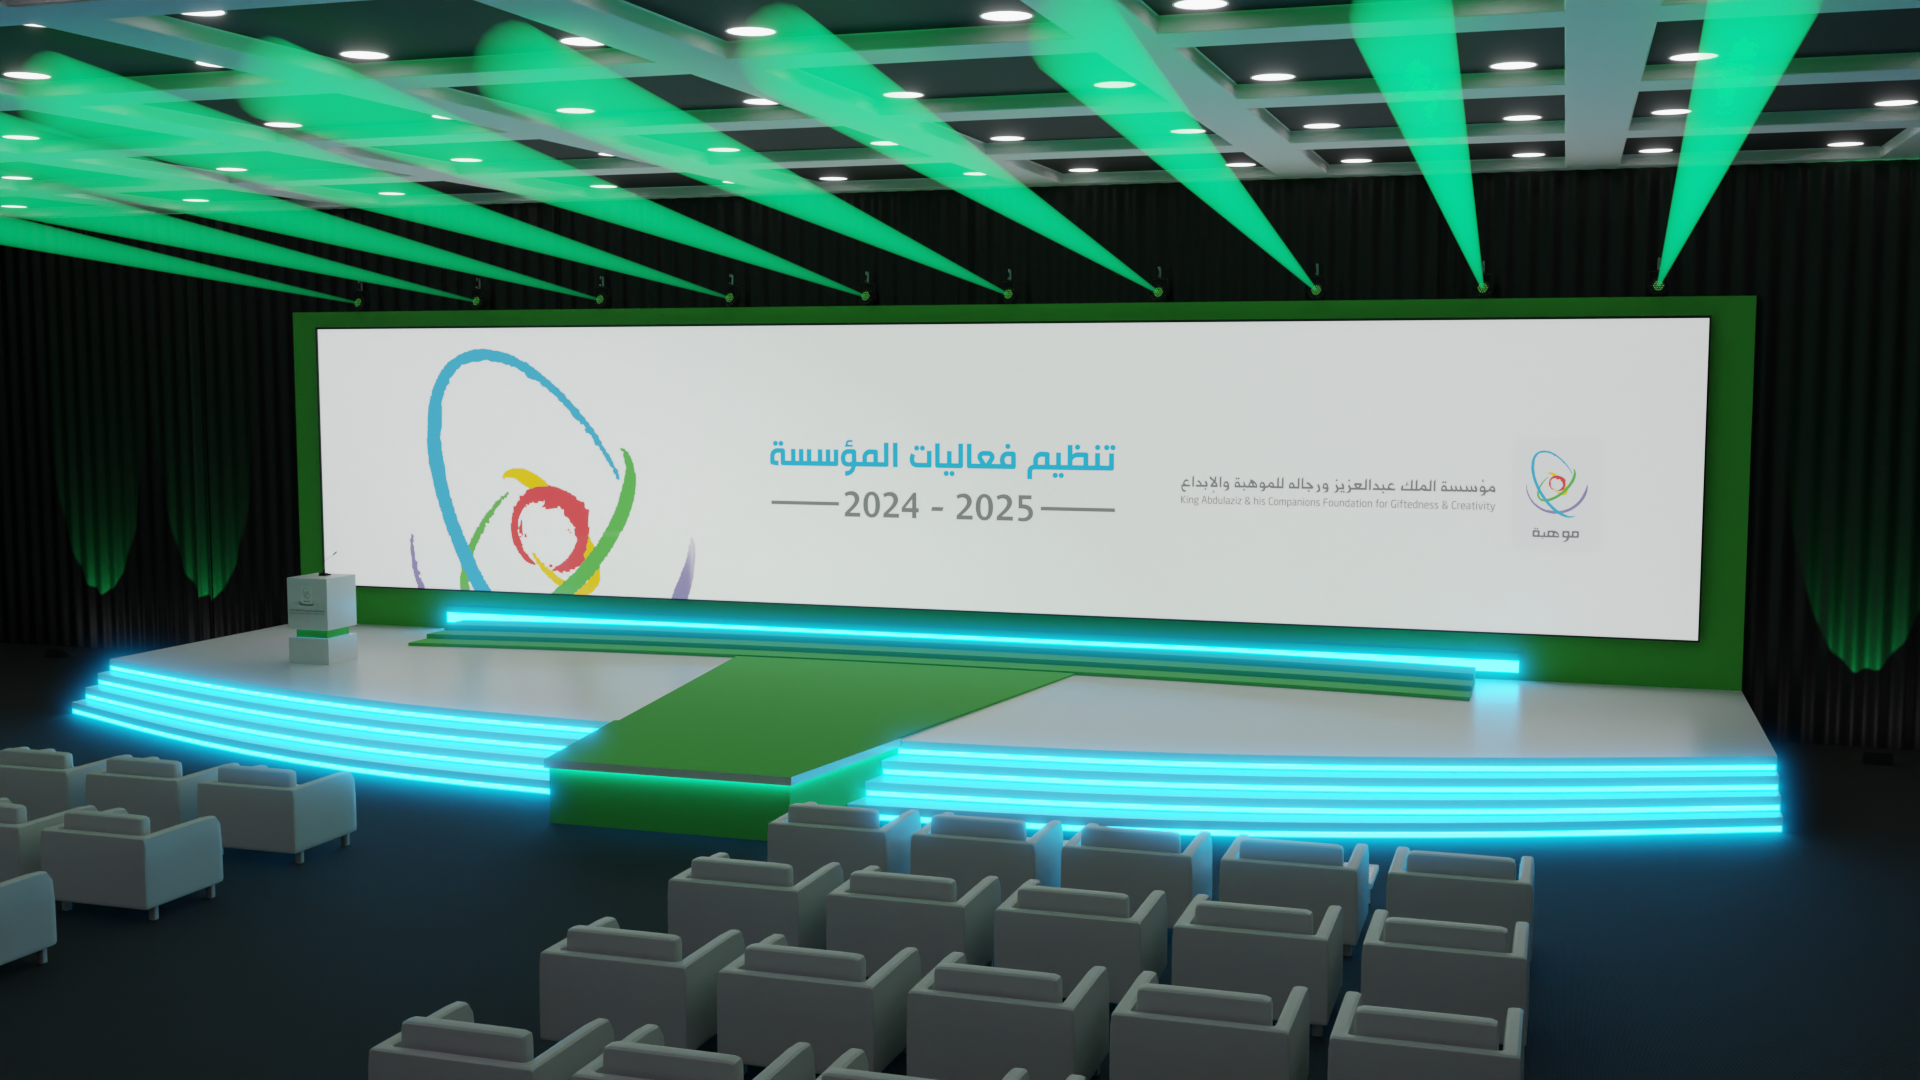 تنظيم فعاليات المؤسسة
2024 - 2025
مؤسسة الملك عبدالعزيز ورجاله للموهبة والإبداع
King Abdulaziz & his Companions Foundation for Giftedness & Creativity
موهبة